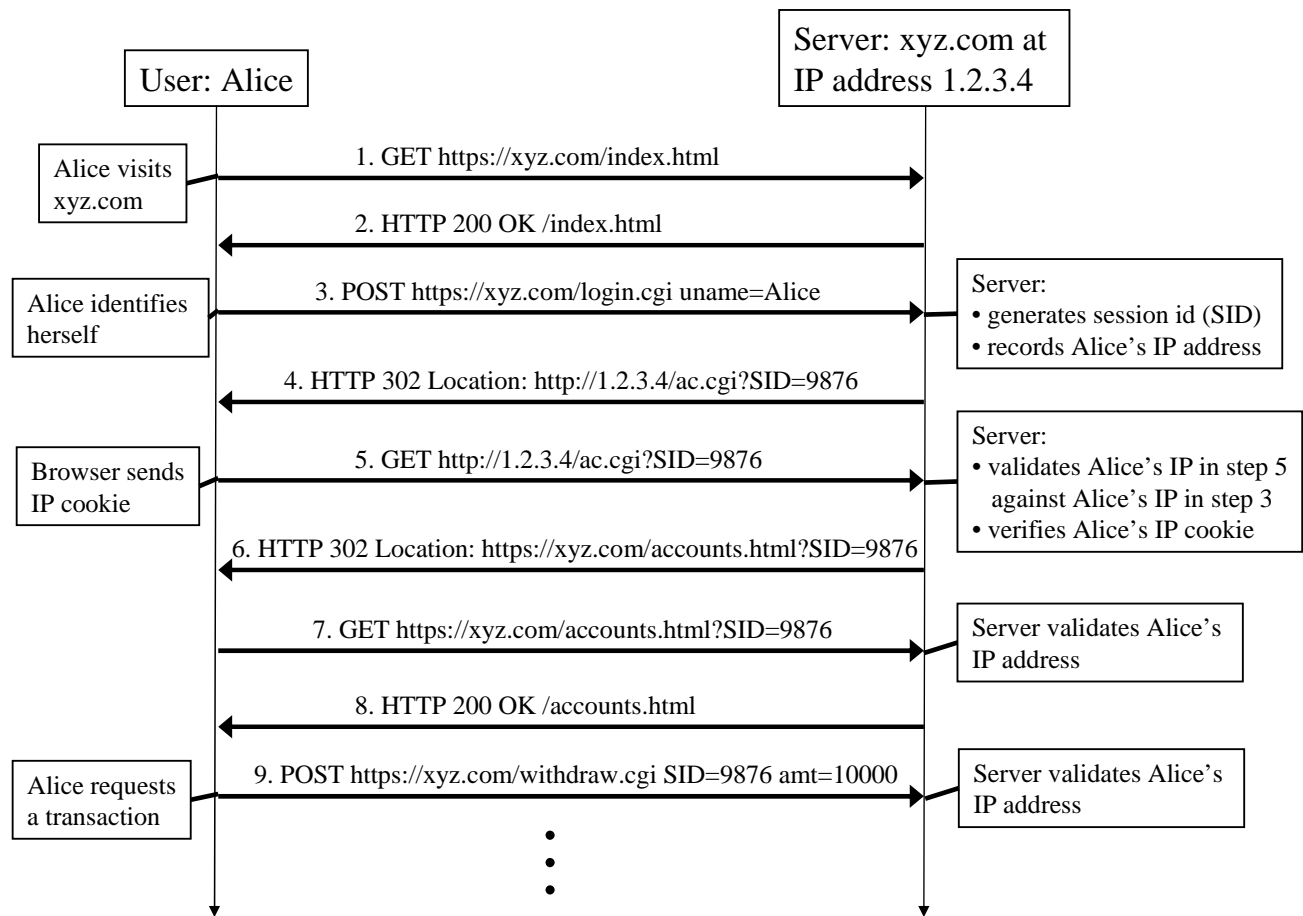 User: Alice
Server: xyz.com at
IP address 1.2.3.4
Alice visits
xyz.com
1. GET https://xyz.com/index.html
2. HTTP 200 OK /index.html
Alice identifies
herself
3. POST https://xyz.com/login.cgi uname=Alice
Server:
• generates session id (SID)
• records Alice’s IP address
4. HTTP 302 Location: http://1.2.3.4/ac.cgi?SID=9876
Browser sends
IP cookie
5. GET http://1.2.3.4/ac.cgi?SID=9876
Server:
• validates Alice’s IP in step 5
against Alice’s IP in step 3
• verifies Alice’s IP cookie
6. HTTP 302 Location: https://xyz.com/accounts.html?SID=9876
7. GET https://xyz.com/accounts.html?SID=9876
Server validates Alice’s
IP address
8. HTTP 200 OK /accounts.html
Alice requests
a transaction
9. POST https://xyz.com/withdraw.cgi SID=9876 amt=10000
Server validates Alice’s
IP address